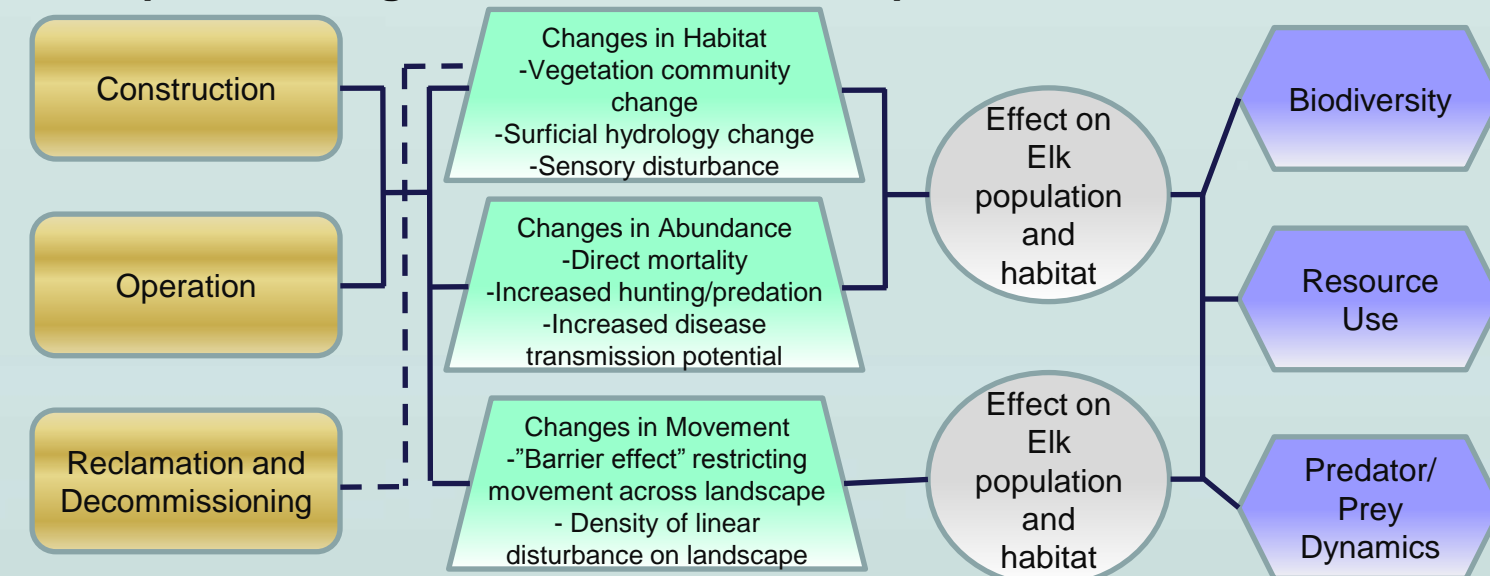 Construction
Operation
Reclamation and
Decommissioning
Changes in Habitat
-Vegetation community
change
-Surficial hydrology change
-Sensory disturbance
Changes in Abundance
-Direct mortality
-Increased hunting/predation
-Increased disease
transmission potential
Changes in Movement
-”Barrier effect” restricting
movement across landscape
- Density of linear
disturbance on landscape
Effect on
Elk
population
and
habitat
Effect on
Elk
population
and
habitat
Biodiversity
Resource
Use
Predator/
Prey
Dynamics